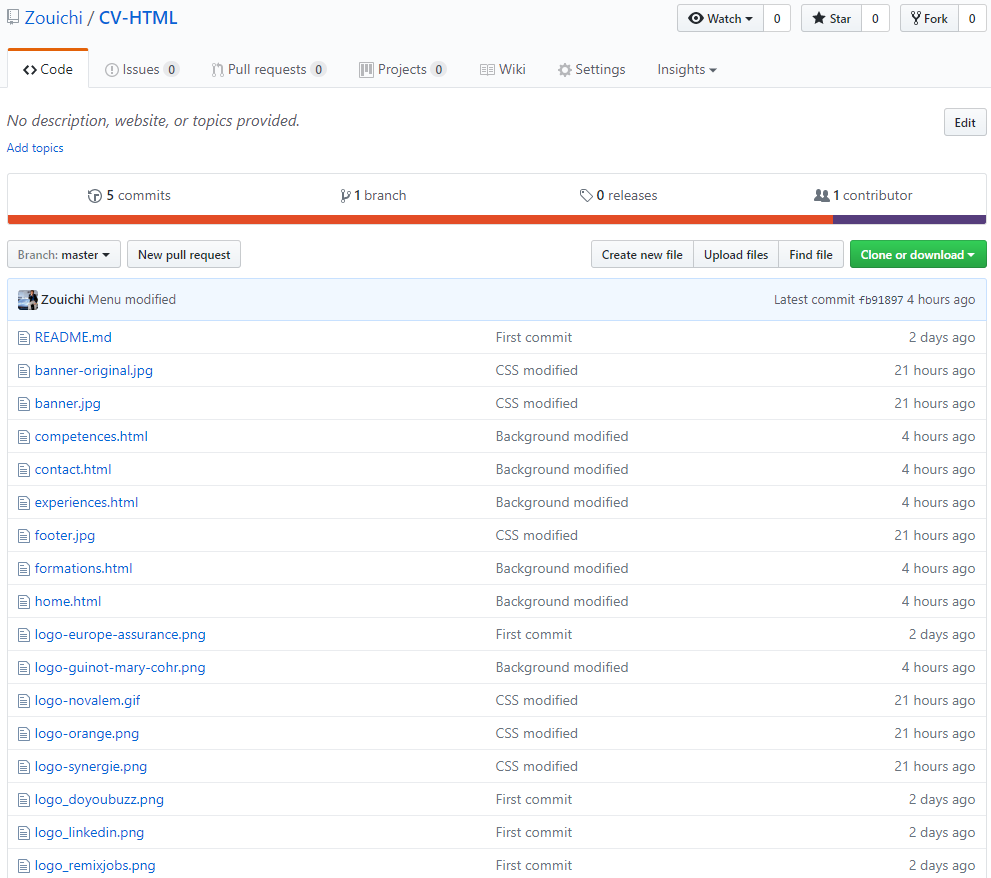 Zouichi / CV-HTML Watch 0 Star 0 Fork 0
Code Issues 0 Pull requests 0 Projects 0 Wiki Settings Insights
No description, website, or topics provided. Edit
Add topics
5 commits 1 branch 0 releases 1 contributor
Branch: master New pull request Create new file Upload files Find file Clone or download
Zouichi Menu modified Latest commit fb91897 4 hours ago
README.md First commit 2 days ago
banner-original.jpg CSS modified 21 hours ago
banner.jpg CSS modified 21 hours ago
competences.html Background modified 4 hours ago
contact.html Background modified 4 hours ago
experiences.html Background modified 4 hours ago
footer.jpg CSS modified 21 hours ago
formations.html Background modified 4 hours ago
home.html Background modified 4 hours ago
logo-europe-assurance.png First commit 2 days ago
logo-guinot-mary-cohr.png Background modified 4 hours ago
logo-novalem.gif CSS modified 21 hours ago
logo-orange.png CSS modified 21 hours ago
logo-synergie.png CSS modified 21 hours ago
logo_doyoubuzz.png First commit 2 days ago
logo_linkedin.png First commit 2 days ago
logo_remixjobs.png First commit 2 days ago